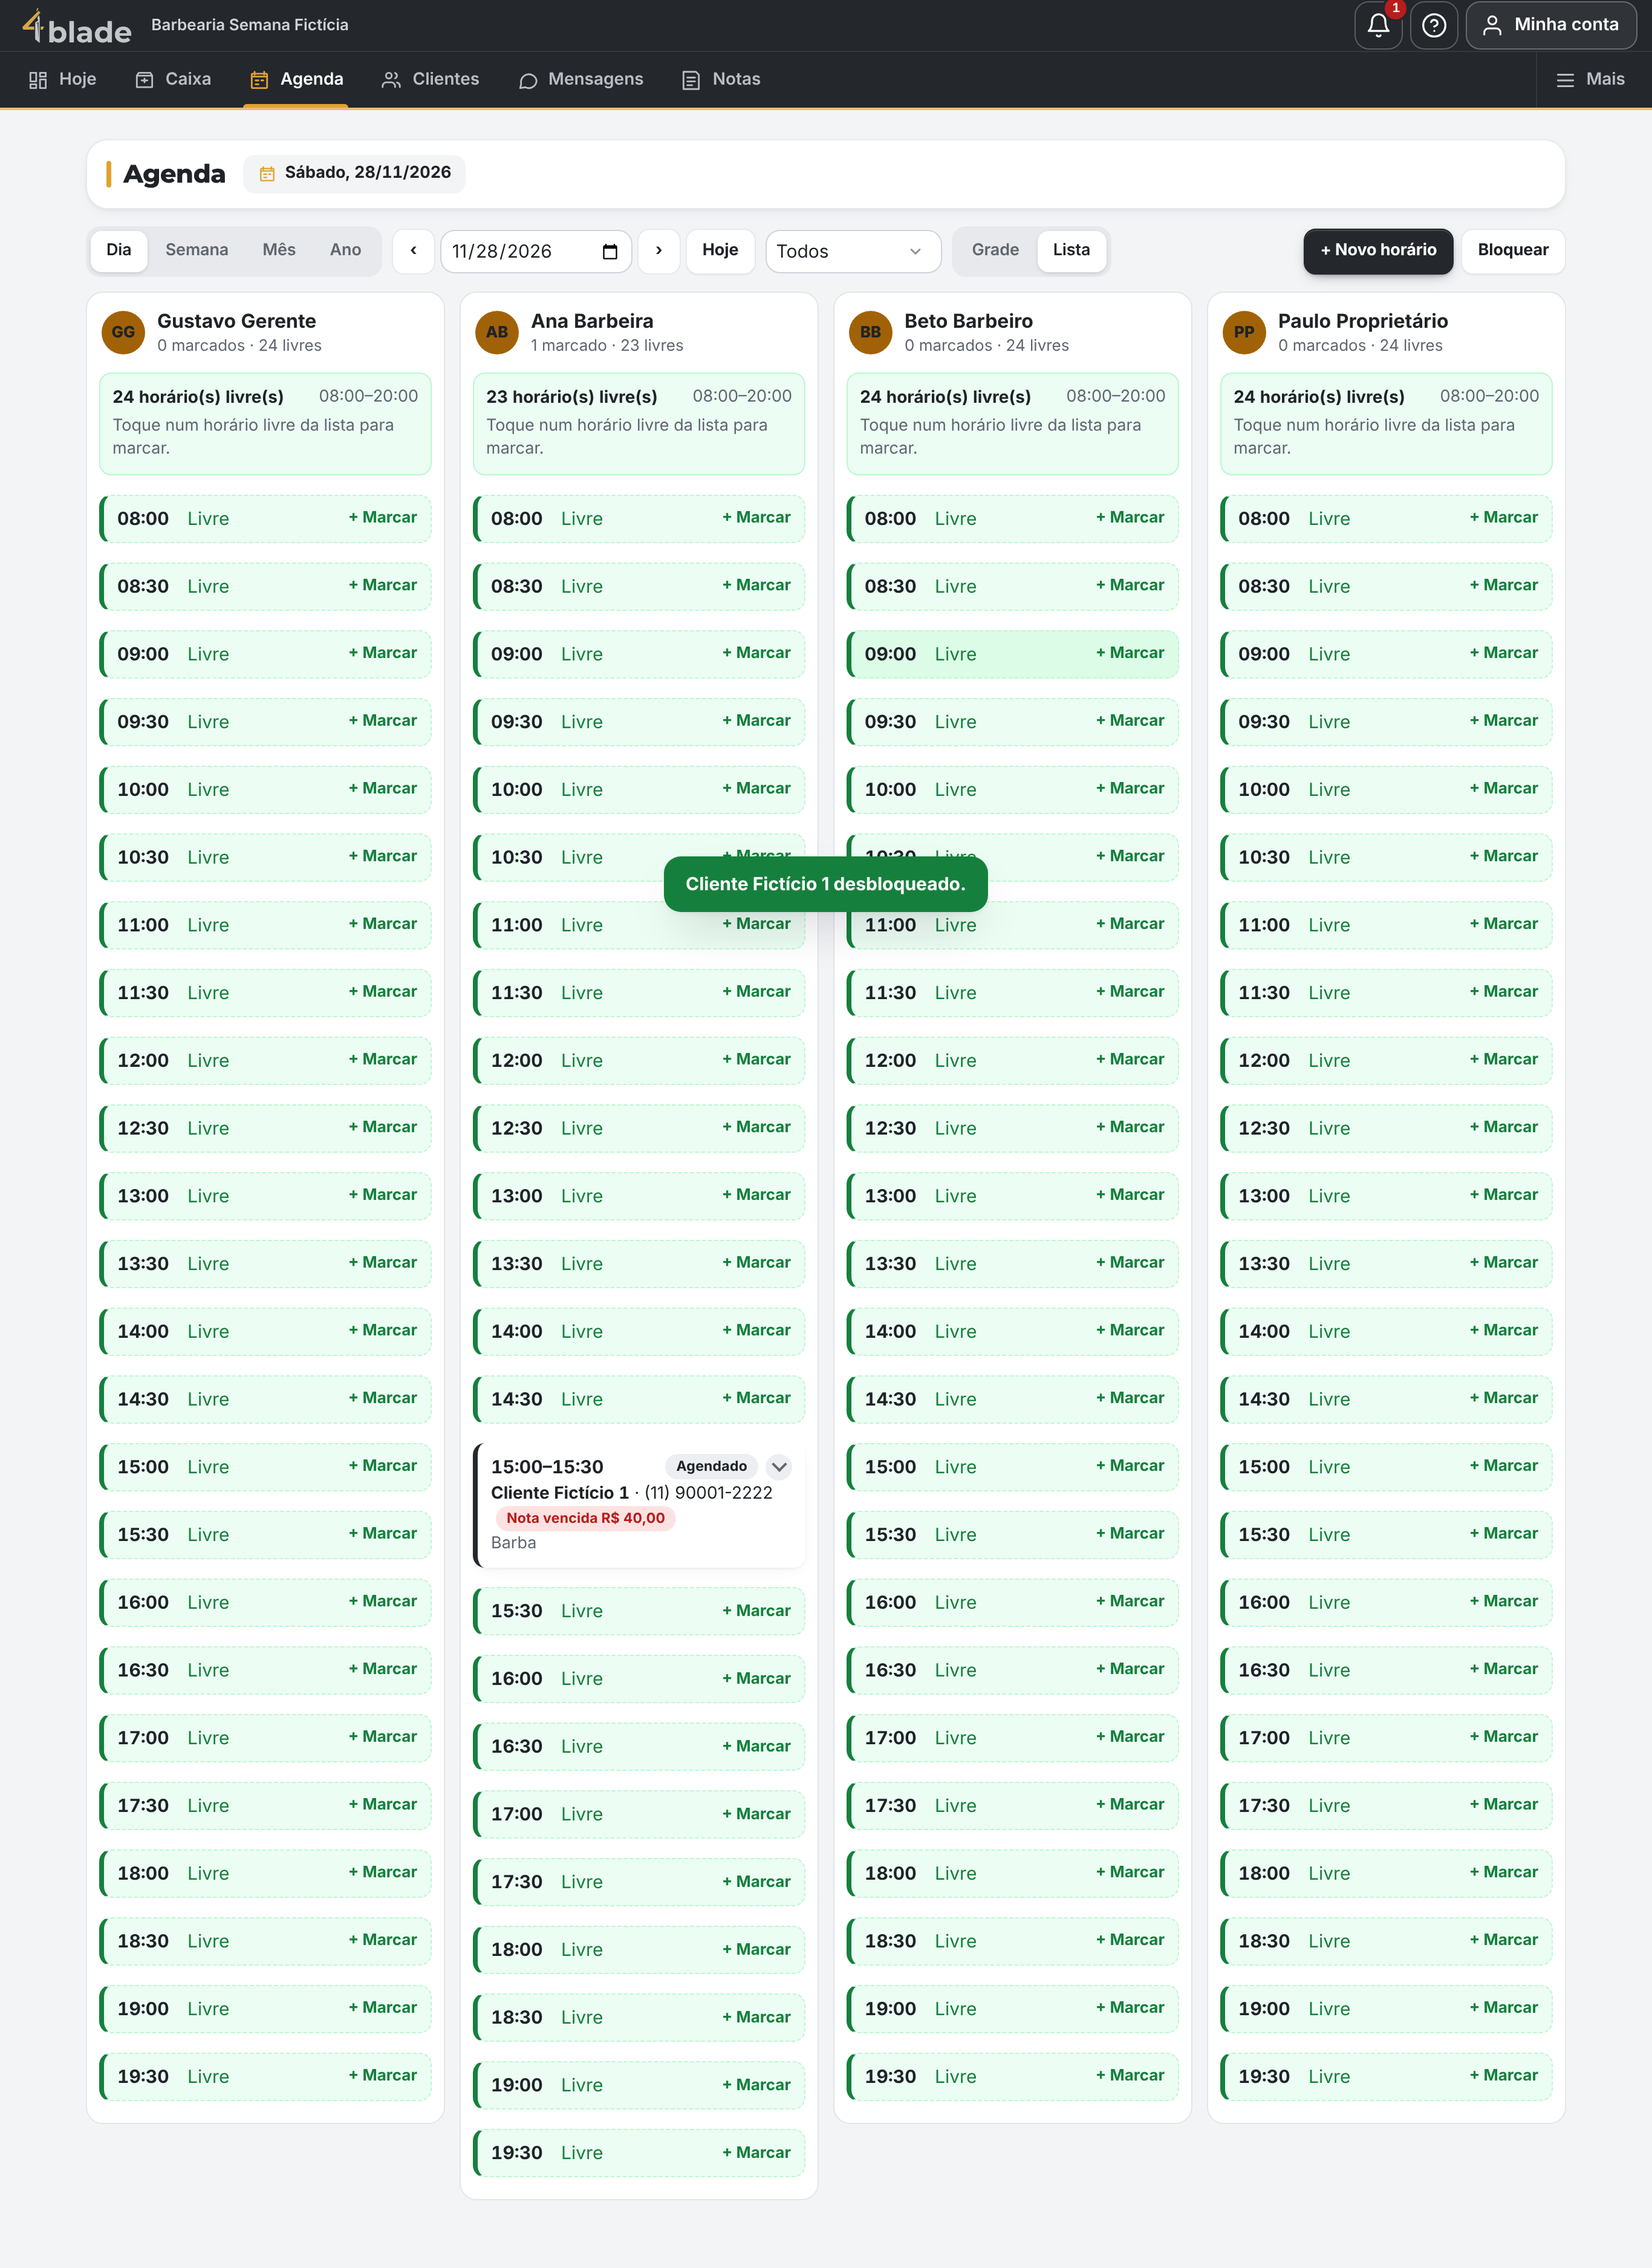 4blade Barbearia Semana Fictícia 1 Minha conta
Hoje Caixa Agenda Clientes Mensagens Notas Mais
Agenda Sábado, 28/11/2026
Dia Semana Mês Ano ‹ 11/28/2026 › Hoje Todos Grade Lista + Novo horário Bloquear
GG Gustavo Gerente
0 marcados · 24 livres
24 horário(s) livre(s) 08:00–20:00
Toque num horário livre da lista para
marcar.
08:00 Livre + Marcar
08:30 Livre + Marcar
09:00 Livre + Marcar
09:30 Livre + Marcar
10:00 Livre + Marcar
10:30 Livre + Marcar
11:00 Livre + Marcar
11:30 Livre + Marcar
12:00 Livre + Marcar
12:30 Livre + Marcar
13:00 Livre + Marcar
13:30 Livre + Marcar
14:00 Livre + Marcar
14:30 Livre + Marcar
15:00 Livre + Marcar
15:30 Livre + Marcar
16:00 Livre + Marcar
16:30 Livre + Marcar
17:00 Livre + Marcar
17:30 Livre + Marcar
18:00 Livre + Marcar
18:30 Livre + Marcar
19:00 Livre + Marcar
19:30 Livre + Marcar
AB Ana Barbeira
1 marcado · 23 livres
23 horário(s) livre(s) 08:00–20:00
Toque num horário livre da lista para
marcar.
08:00 Livre + Marcar
08:30 Livre + Marcar
09:00 Livre + Marcar
09:30 Livre + Marcar
10:00 Livre + Marcar
10:30 Livre + Marcar
11:00 Livre + Marcar
11:30 Livre + Marcar
12:00 Livre + Marcar
12:30 Livre + Marcar
13:00 Livre + Marcar
13:30 Livre + Marcar
14:00 Livre + Marcar
14:30 Livre + Marcar
15:00–15:30 Agendado
Cliente Fictício 1 · (11) 90001-2222
Nota vencida R$ 40,00
Barba
15:30 Livre + Marcar
16:00 Livre + Marcar
16:30 Livre + Marcar
17:00 Livre + Marcar
17:30 Livre + Marcar
18:00 Livre + Marcar
18:30 Livre + Marcar
19:00 Livre + Marcar
19:30 Livre + Marcar
BB Beto Barbeiro
0 marcados · 24 livres
24 horário(s) livre(s) 08:00–20:00
Toque num horário livre da lista para
marcar.
08:00 Livre + Marcar
08:30 Livre + Marcar
09:00 Livre + Marcar
09:30 Livre + Marcar
10:00 Livre + Marcar
10:30 Livre + Marcar
11:00 Livre + Marcar
11:30 Livre + Marcar
12:00 Livre + Marcar
12:30 Livre + Marcar
13:00 Livre + Marcar
13:30 Livre + Marcar
14:00 Livre + Marcar
14:30 Livre + Marcar
15:00 Livre + Marcar
15:30 Livre + Marcar
16:00 Livre + Marcar
16:30 Livre + Marcar
17:00 Livre + Marcar
17:30 Livre + Marcar
18:00 Livre + Marcar
18:30 Livre + Marcar
19:00 Livre + Marcar
19:30 Livre + Marcar
PP Paulo Proprietário
0 marcados · 24 livres
24 horário(s) livre(s) 08:00–20:00
Toque num horário livre da lista para
marcar.
08:00 Livre + Marcar
08:30 Livre + Marcar
09:00 Livre + Marcar
09:30 Livre + Marcar
10:00 Livre + Marcar
10:30 Livre + Marcar
11:00 Livre + Marcar
11:30 Livre + Marcar
12:00 Livre + Marcar
12:30 Livre + Marcar
13:00 Livre + Marcar
13:30 Livre + Marcar
14:00 Livre + Marcar
14:30 Livre + Marcar
15:00 Livre + Marcar
15:30 Livre + Marcar
16:00 Livre + Marcar
16:30 Livre + Marcar
17:00 Livre + Marcar
17:30 Livre + Marcar
18:00 Livre + Marcar
18:30 Livre + Marcar
19:00 Livre + Marcar
19:30 Livre + Marcar
Cliente Fictício 1 desbloqueado.